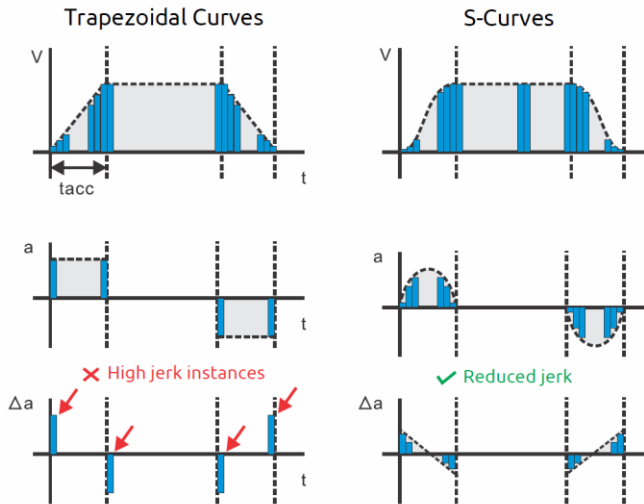 Trapezoidal Curves
S-Curves
V
V
tacc
t
a
a
t
High jerk instances
Reduced jerk
Δa
Δa
t